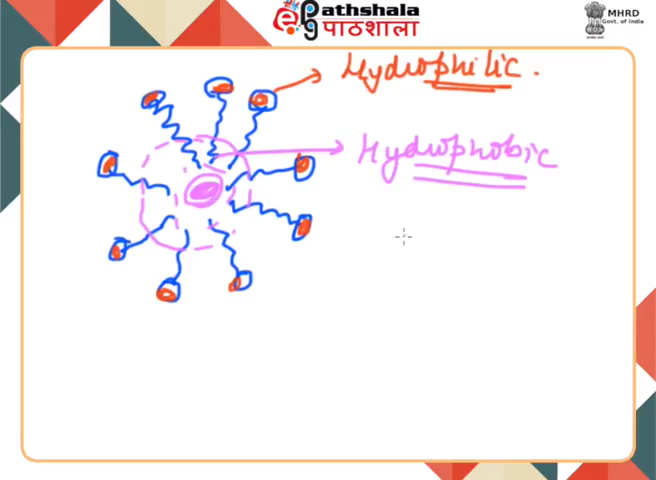 ePathshala
पाठशाला
MHRD
Govt. of India
Hydrophilic.
Hydrophobic